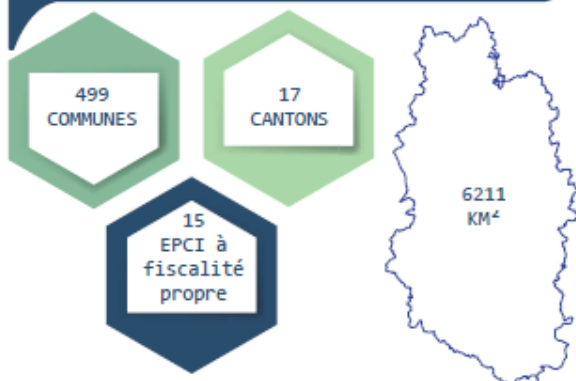 499
COMMUNES
17
CANTONS
15
EPCI à
fiscalité
propre
6211
KM²